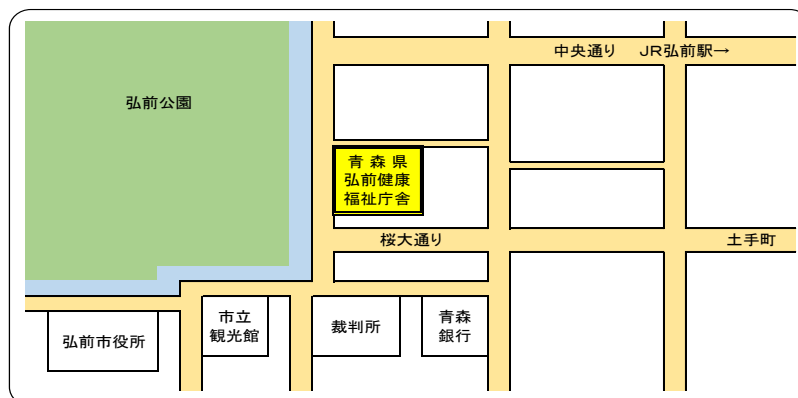 中央通り　JR弘前駅→
弘前公園
青森県
弘前健康
福祉庁舎
桜大通り
土手町
弘前市役所
市立
観光館
裁判所
青森
銀行